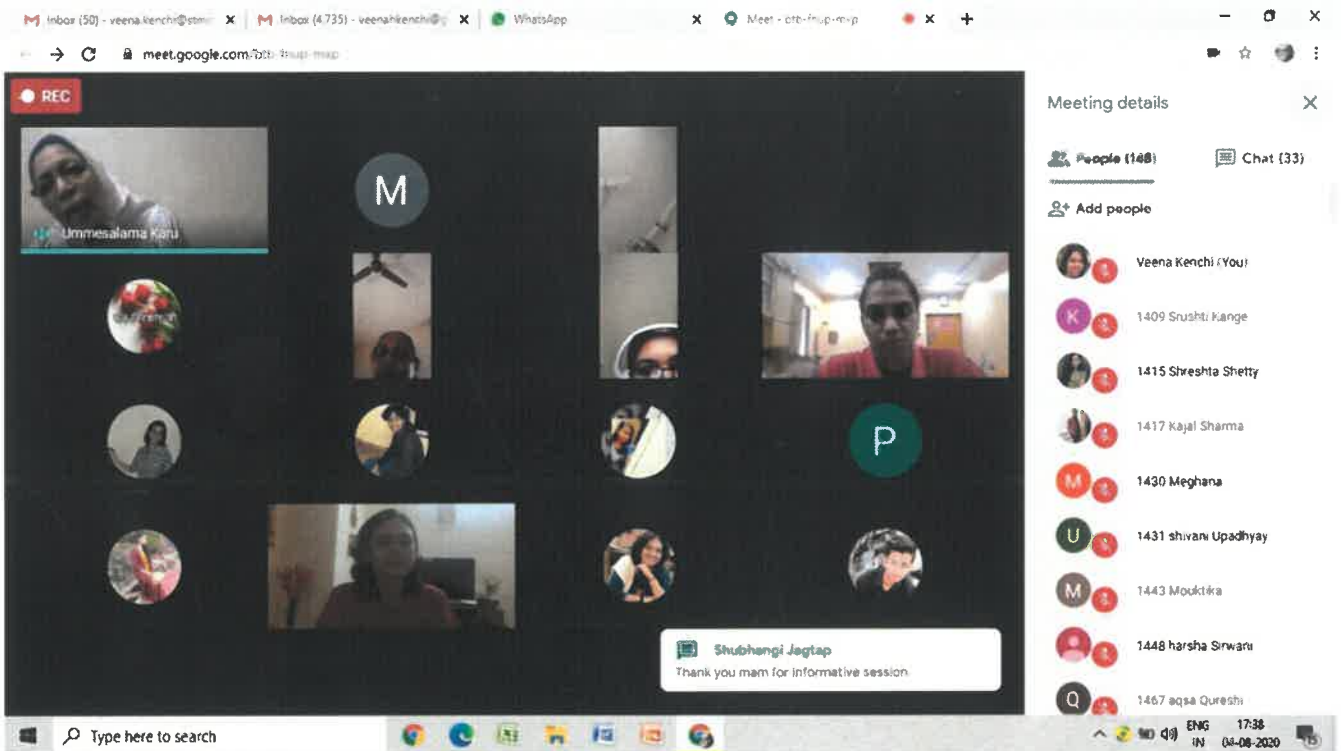 Inbox (50) - veena.kenchi@stmi
Inbox (4,735) - veenahkenchi@g
WhatsApp
Meet -
meet.google.com
REC
Meeting details
People (148)
Chat (33)
Add people
Ummesalama Karu
M
P
Veena Kenchi (You)
K
1409 Srushti Kange
1415 Shreshta Shetty
1417 Kajal Sharma
M
1430 Meghana
U
1431 shivani Upadhyay
M
1443 Mouktika
1448 harsha Sirwani
Q
1467 aqsa Qureshi
Shubhangi Jagtap
Thank you mam for informative session
Type here to search
ENG
IN
17:38
04-08-2020